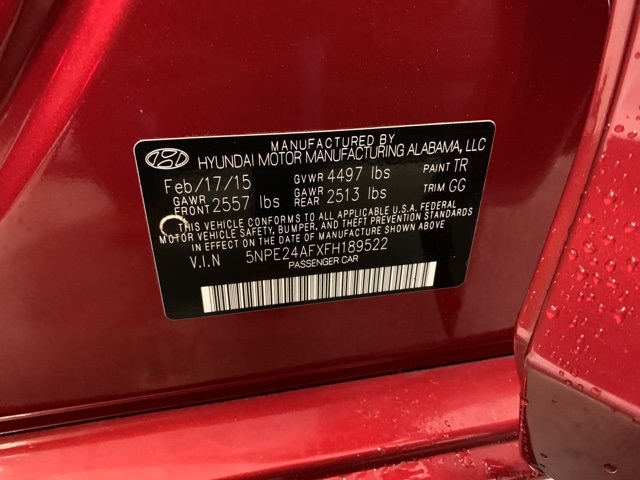 MANUFACTURED BY
HYUNDAI MOTOR MANUFACTURING ALABAMA, LLC
Feb/17/15 GVWR 4497 lbs PAINT TR
GAWR FRONT 2557 lbs GAWR REAR 2513 lbs TRIM GG
THIS VEHICLE CONFORMS TO ALL APPLICABLE U.S.A. FEDERAL
MOTOR VEHICLE SAFETY, BUMPER, AND THEFT PREVENTION STANDARDS
IN EFFECT ON THE DATE OF MANUFACTURE SHOWN ABOVE
V.I.N 5NPE24AFXFH189522
PASSENGER CAR